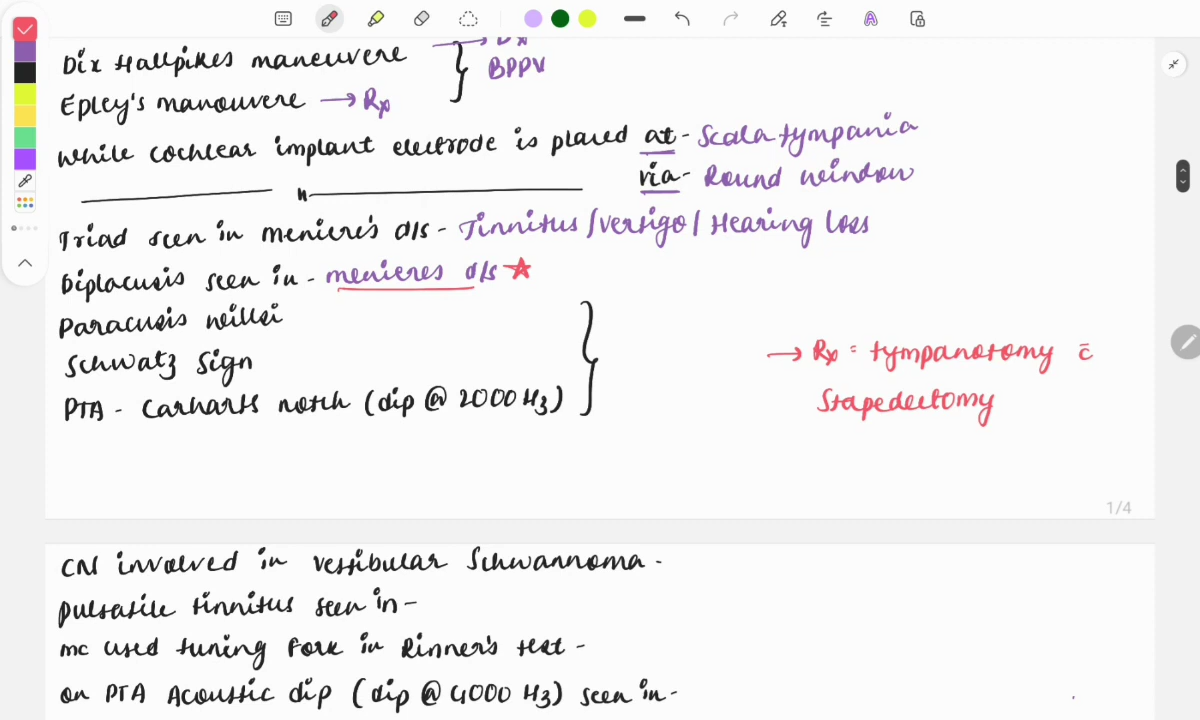 Dix Hallpikes maneuvere
BPPV
Epley's manouvere → Rx
While cochlear implant electrode is placed at - Scala tympania
via - Round window
Triad seen in menieres d/s - Tinnitus / Vertigo / Hearing Loss
Diplacusis seen in - menieres d/s ★
Paracusis willsi
Schwatz sign
PTA - Carharts notch (dip @ 2000 Hz)
→ Rx = tympanotomy c̄
Stapedectomy
1/4
CN involved in vestibular Schwannoma -
pulsatile tinnitus seen in -
mc used tuning fork in Rinner's test -
on PTA Acoustic dip (dip @ 4000 Hz) seen in -